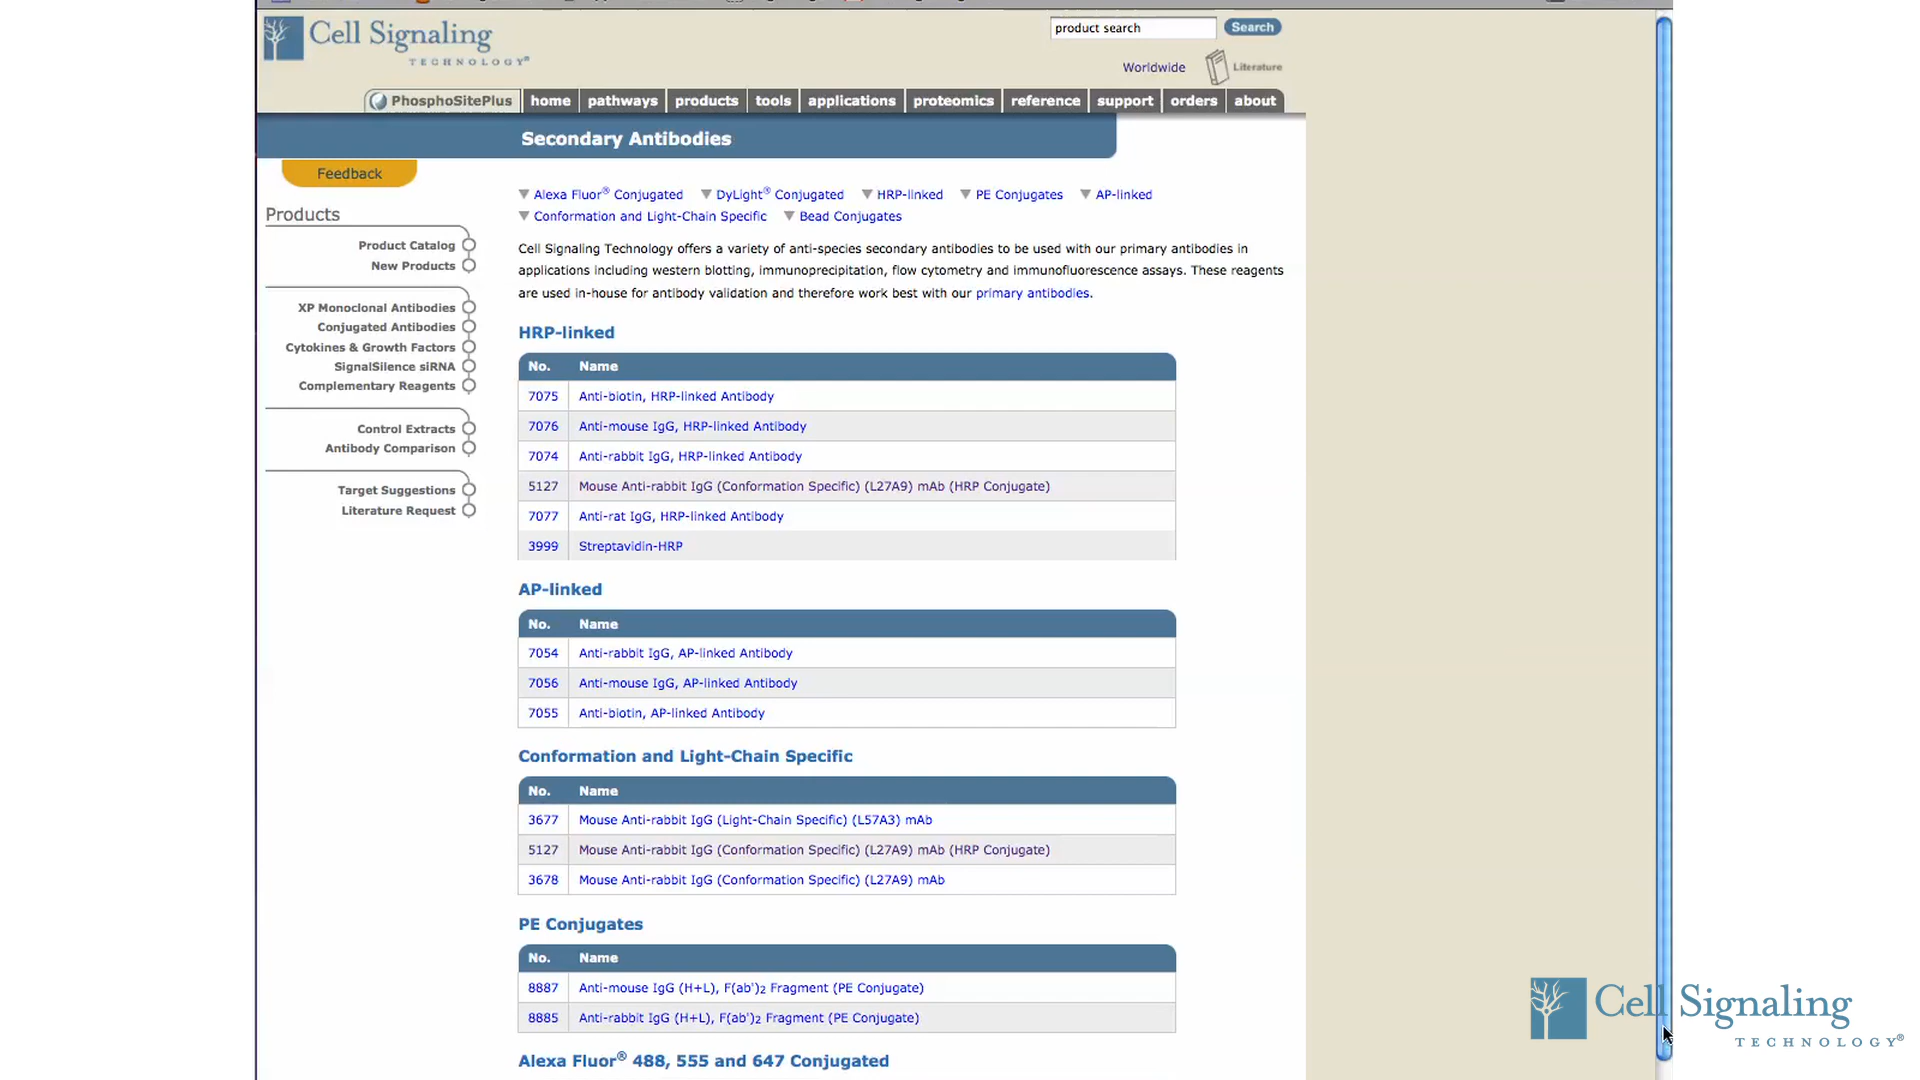 Cell Signaling
TECHNOLOGY®
product search
Search
Worldwide
Literature
PhosphoSitePlus home pathways products tools applications proteomics reference support orders about
Secondary Antibodies
Feedback
Alexa Fluor® Conjugated DyLight® Conjugated HRP-linked PE Conjugates AP-linked
Conformation and Light-Chain Specific Bead Conjugates
Products
Product Catalog
New Products
XP Monoclonal Antibodies
Conjugated Antibodies
Cytokines & Growth Factors
SignalSilence siRNA
Complementary Reagents
Control Extracts
Antibody Comparison
Target Suggestions
Literature Request
Cell Signaling Technology offers a variety of anti-species secondary antibodies to be used with our primary antibodies in
applications including western blotting, immunoprecipitation, flow cytometry and immunofluorescence assays. These reagents
are used in-house for antibody validation and therefore work best with our primary antibodies.
HRP-linked
No. Name
7075 Anti-biotin, HRP-linked Antibody
7076 Anti-mouse IgG, HRP-linked Antibody
7074 Anti-rabbit IgG, HRP-linked Antibody
5127 Mouse Anti-rabbit IgG (Conformation Specific) (L27A9) mAb (HRP Conjugate)
7077 Anti-rat IgG, HRP-linked Antibody
3999 Streptavidin-HRP
AP-linked
No. Name
7054 Anti-rabbit IgG, AP-linked Antibody
7056 Anti-mouse IgG, AP-linked Antibody
7055 Anti-biotin, AP-linked Antibody
Conformation and Light-Chain Specific
No. Name
3677 Mouse Anti-rabbit IgG (Light-Chain Specific) (L57A3) mAb
5127 Mouse Anti-rabbit IgG (Conformation Specific) (L27A9) mAb (HRP Conjugate)
3678 Mouse Anti-rabbit IgG (Conformation Specific) (L27A9) mAb
PE Conjugates
No. Name
8887 Anti-mouse IgG (H+L), F(ab')2 Fragment (PE Conjugate)
8885 Anti-rabbit IgG (H+L), F(ab')2 Fragment (PE Conjugate)
Alexa Fluor® 488, 555 and 647 Conjugated
Cell Signaling
TECHNOLOGY®